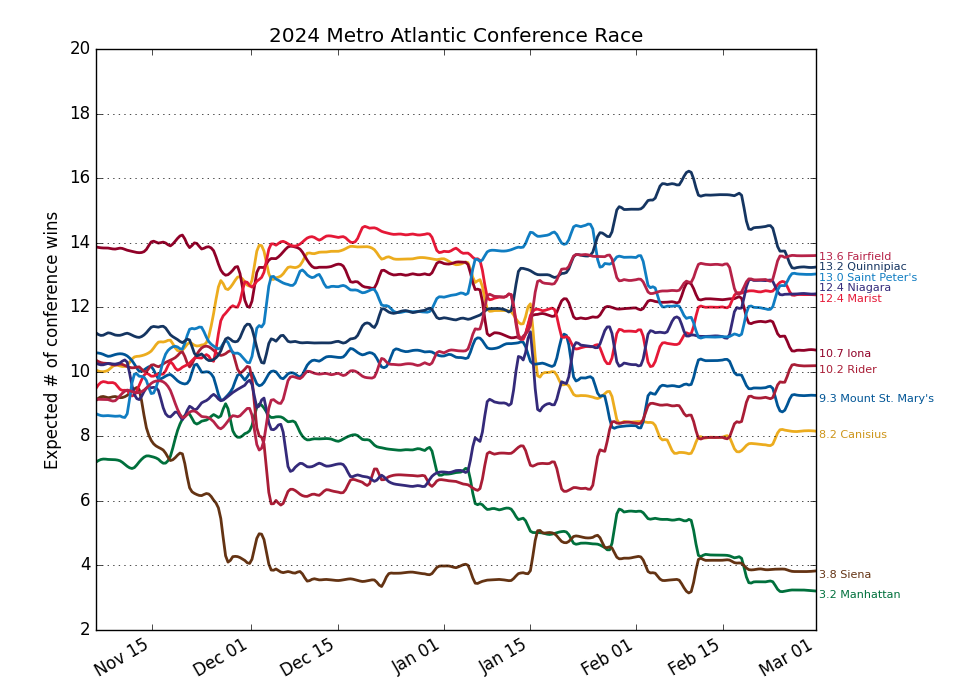 2024 Metro Atlantic Conference Race
Expected # of conference wins
20
18
16
14
12
10
8
6
4
2
13.6 Fairfield
13.2 Quinnipiac
13.0 Saint Peter's
12.4 Niagara
12.4 Marist
10.7 Iona
10.2 Rider
9.3 Mount St. Mary's
8.2 Canisius
3.8 Siena
3.2 Manhattan
Nov 15
Dec 01
Dec 15
Jan 01
Jan 15
Feb 01
Feb 15
Mar 01